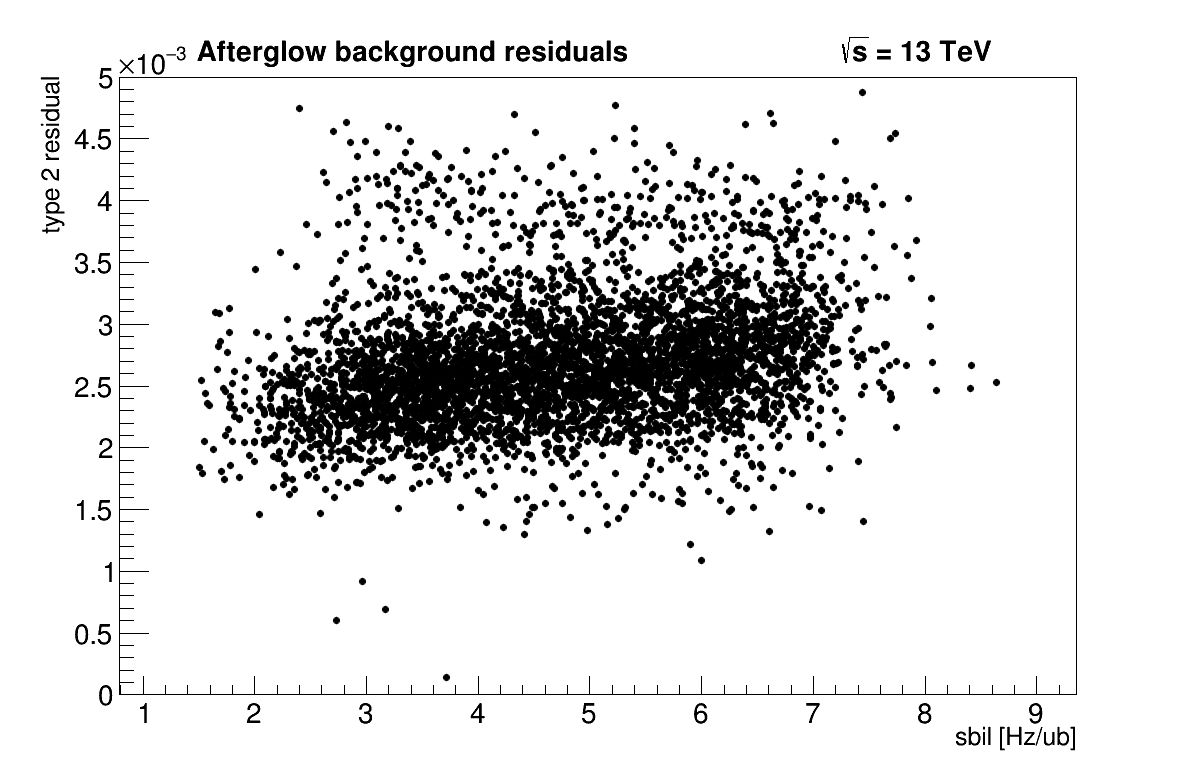 ×10⁻³ Afterglow background residuals √s = 13 TeV
type 2 residual
5
4.5
4
3.5
3
2.5
2
1.5
1
0.5
0
1 2 3 4 5 6 7 8 9
sbil [Hz/ub]